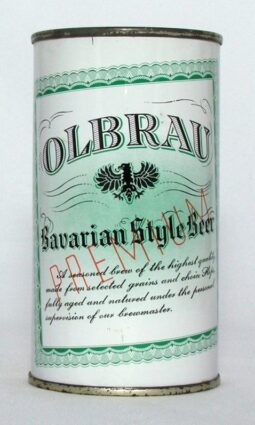 OLBRAU
Bavarian Style Beer
PREMIUM
A seasoned brew of the highest quality
made from selected grains and choice Hops,
fully aged and natured under the personal
supervision of our brewmaster.